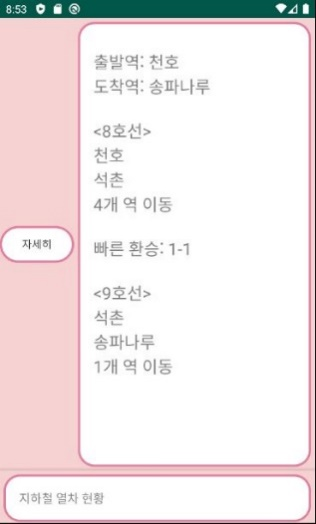 8:53
출발역: 천호
도착역: 송파나루
<8호선>
천호
석촌
4개 역 이동
자세히
빠른 환승: 1-1
<9호선>
석촌
송파나루
1개 역 이동
지하철 열차 현황